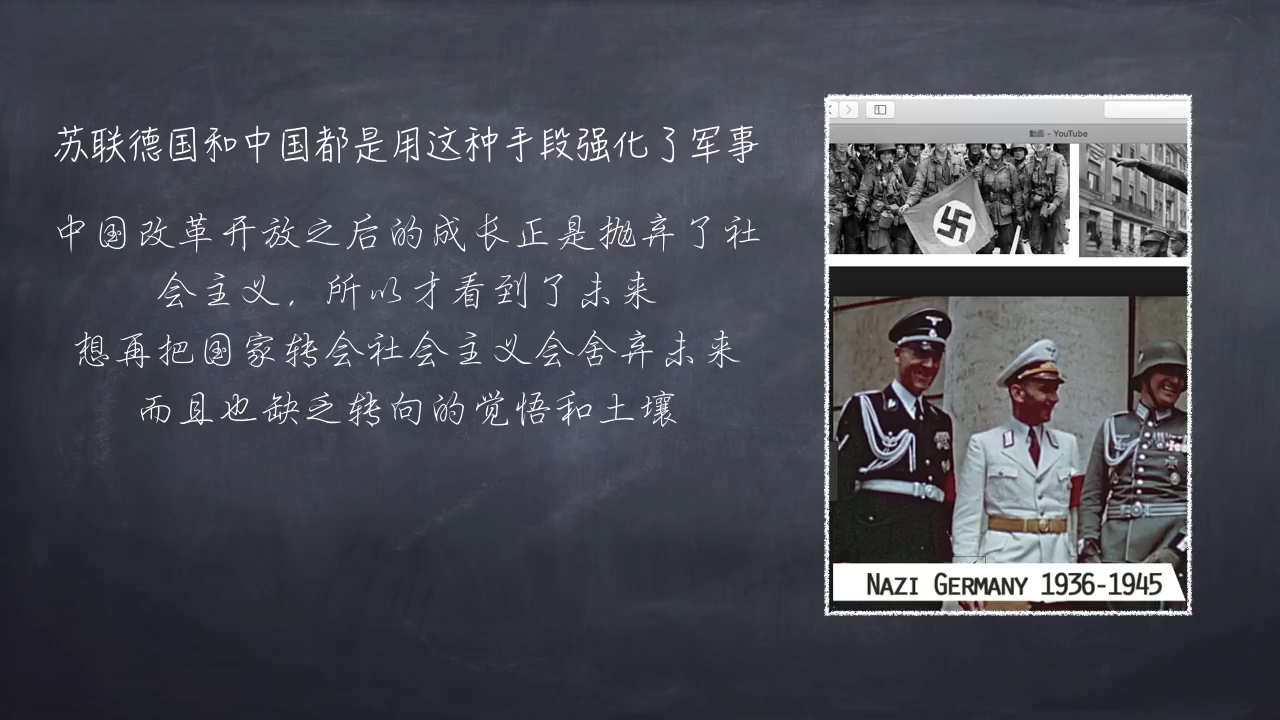 苏联德国和中国都是用这种手段强化了军事
中国改革开放之后的成长正是抛弃了社
会主义，所以才看到了未来
想再把国家转会社会主义会舍弃未来
而且也缺乏转向的觉悟和土壤
動画 - YouTube
NAZI GERMANY 1936-1945